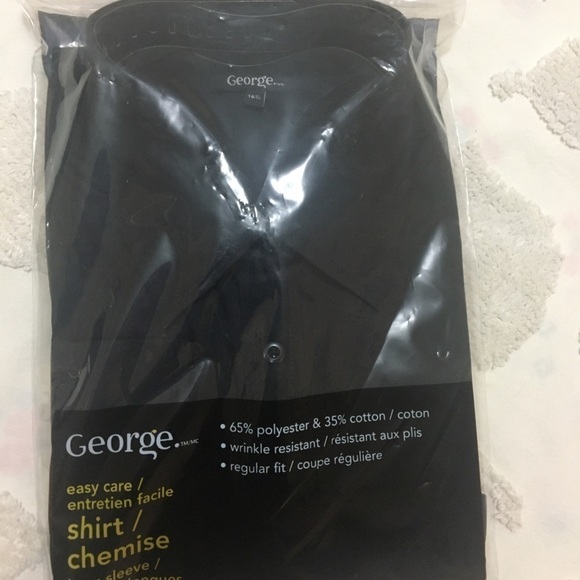 George.
George.TM/MC
• 65% polyester & 35% cotton / coton
• wrinkle resistant / résistant aux plis
• regular fit / coupe régulière
easy care /
entretien facile
shirt /
chemise
sleeve /